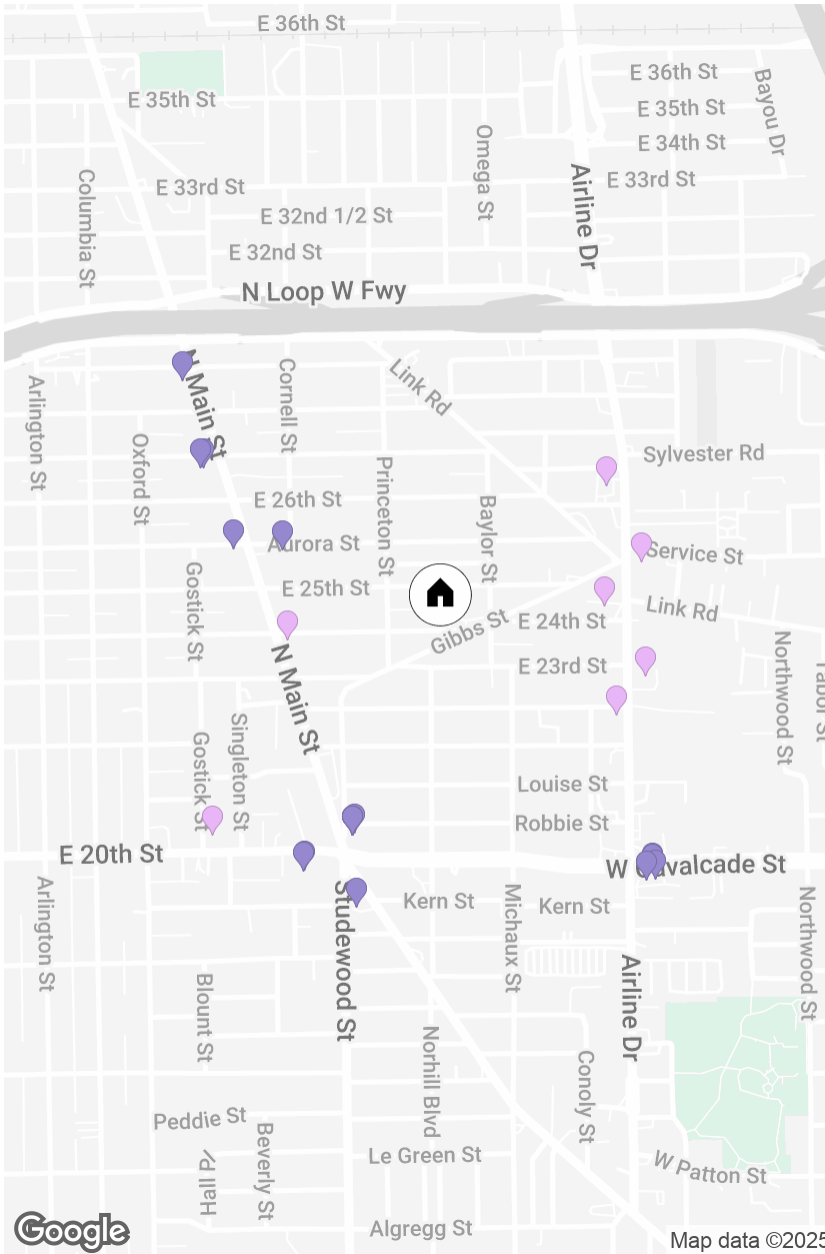 E 36th St
E 36th St
Bayou Dr
E 35th St
E 35th St
Omega St
E 34th St
Airline Dr
Columbia St
E 33rd St
E 33rd St
E 32nd 1/2 St
E 32nd St
N Loop W Fwy
N Main St
Cornell St
Link Rd
Arlington St
Oxford St
Princeton St
Sylvester Rd
E 26th St
Baylor St
Aurora St
Service St
E 25th St
Gostick St
Link Rd
Gibbs St
E 24th St
N Main St
E 23rd St
Northwood St
Tabor St
Singleton St
Gostick St
Louise St
Robbie St
E 20th St
W Cavalcade St
Arlington St
Studewood St
Kern St
Michaux St
Kern St
Northwood St
Blount St
Airline Dr
Norhill Blvd
Conoly St
Peddie St
Beverly St
Hall Pl
Le Green St
W Patton St
Algregg St
Google
Map data ©2025